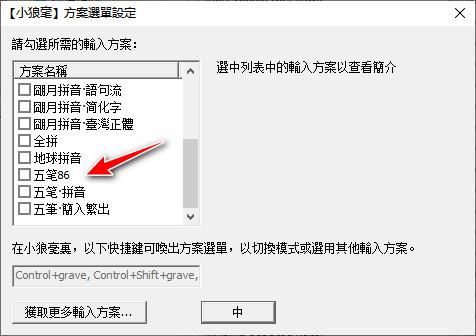 【小狼毫】方案選單設定
請勾選所需的輸入方案：
方案名稱
選中列表中的輸入方案以查看簡介
朙月拼音·語句流
朙月拼音·简化字
朙月拼音·臺灣正體
全拼
地球拼音
五笔86
五笔·拼音
五筆·簡入繁出
在小狼毫裏，以下快捷鍵可喚出方案選單，以切換模式或選用其他輸入方案。
Control+grave, Control+Shift+grave,
獲取更多輸入方案...
中